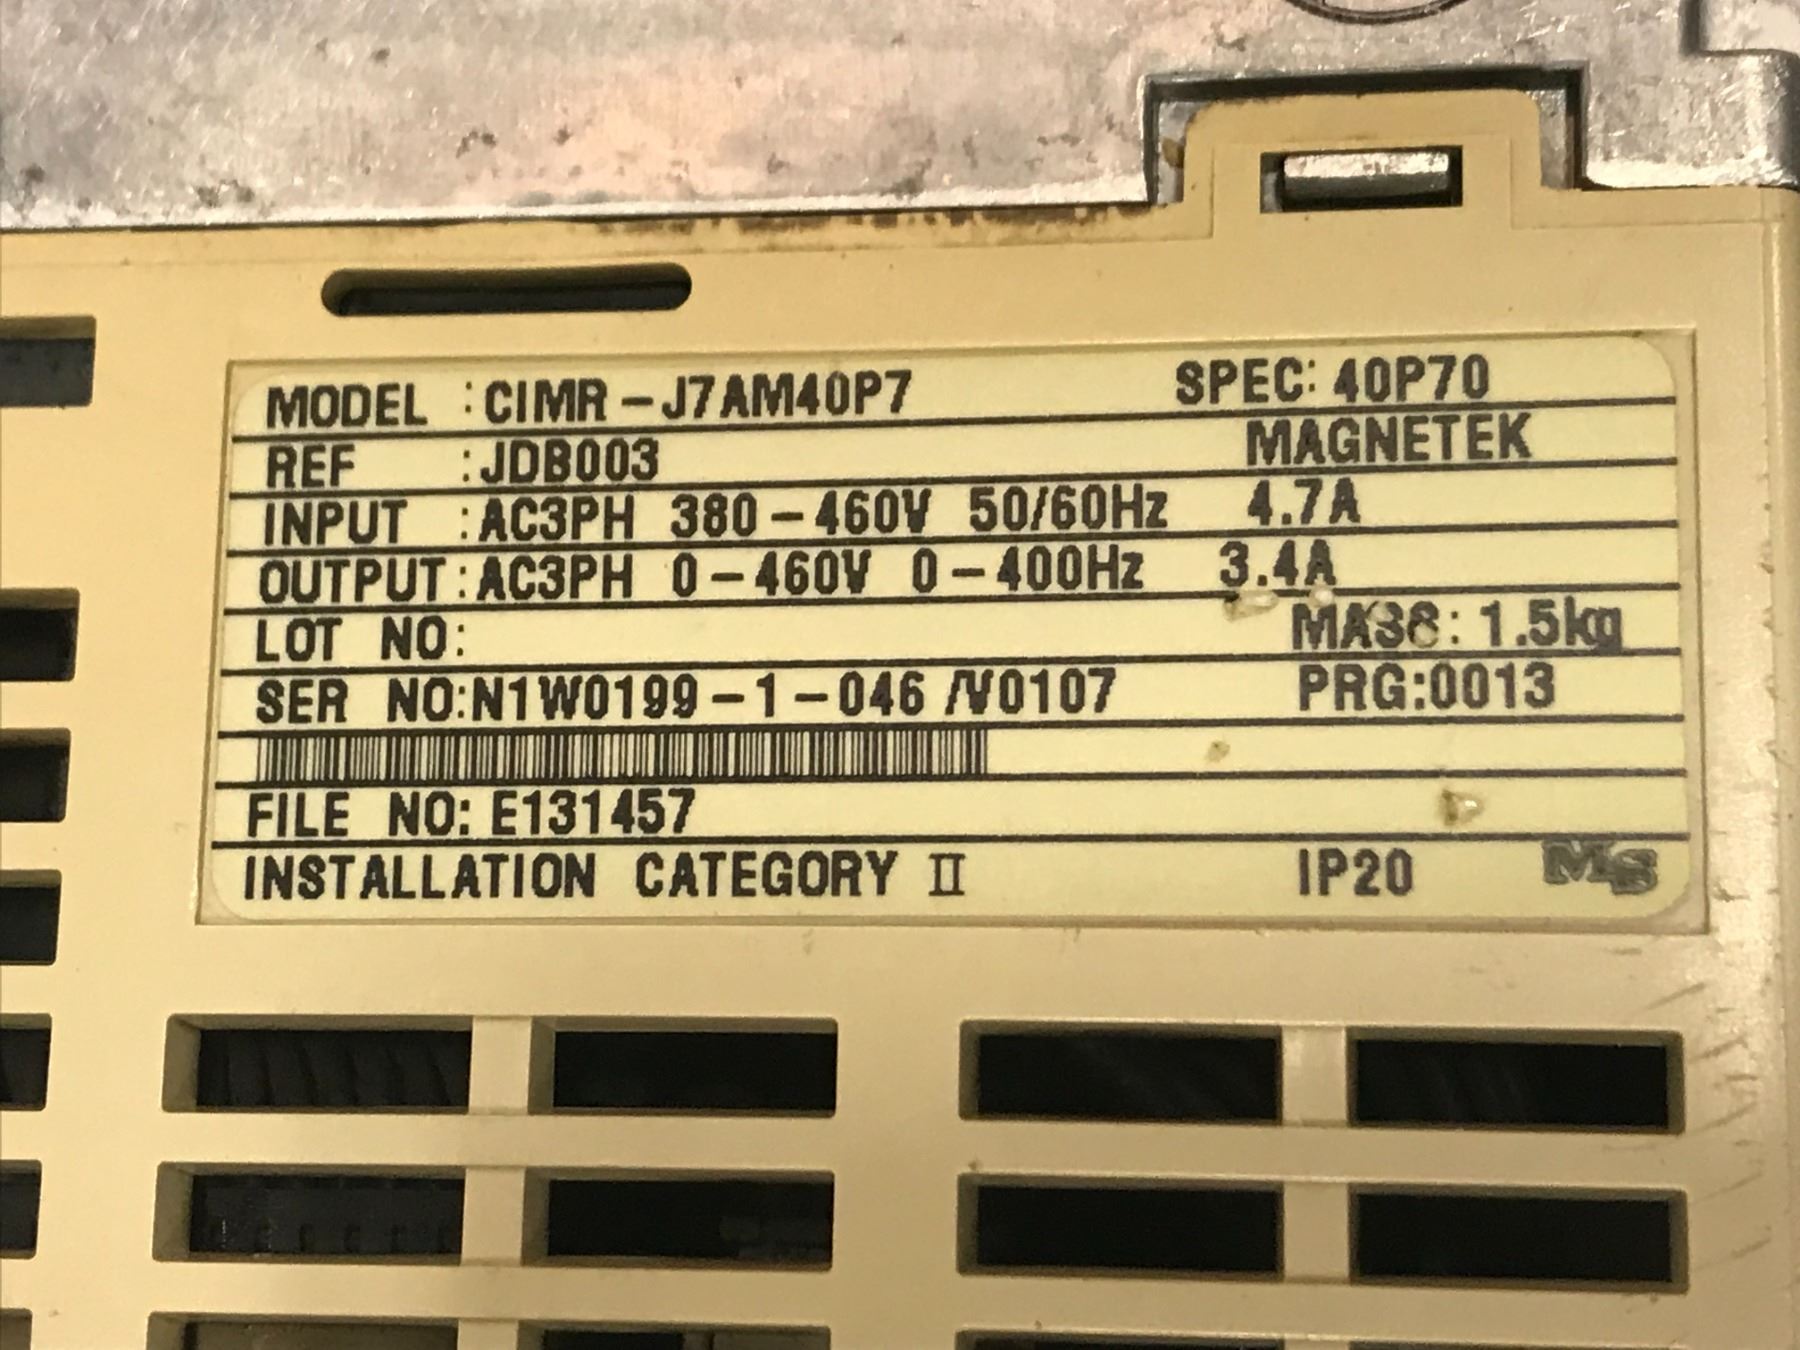 MODEL :CIMR-J7AM40P7 SPEC: 40P70
REF :JDB003 MAGNETEK
INPUT :AC3PH 380-460V 50/60Hz 4.7A
OUTPUT:AC3PH 0-460V 0-400Hz 3.4A
LOT NO: MASS: 1.5kg
SER NO:N1W0199-1-046 /V0107 PRG:0013
FILE NO: E131457
INSTALLATION CATEGORY II IP20